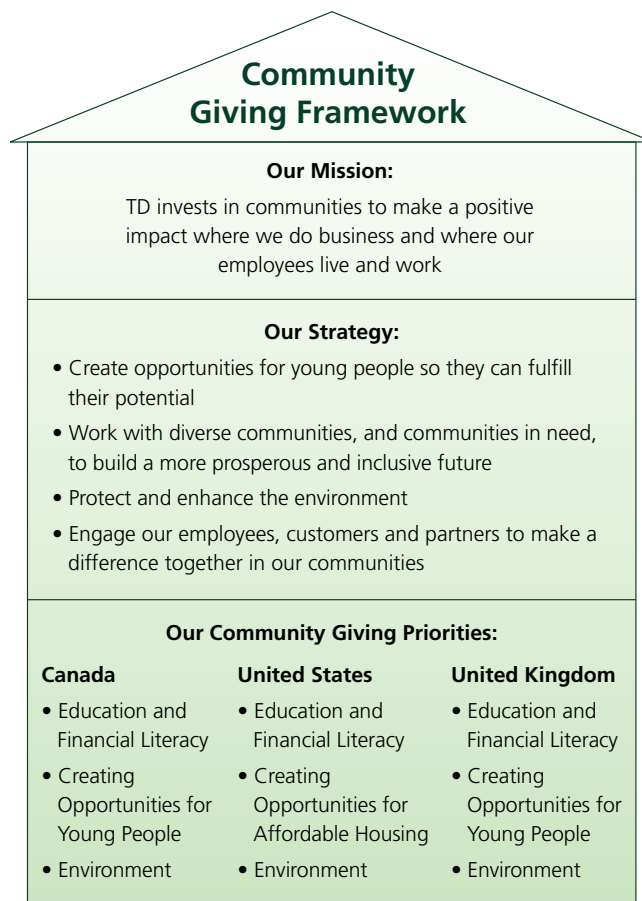 Community
Giving Framework
Our Mission:
TD invests in communities to make a positive
impact where we do business and where our
employees live and work
Our Strategy:
• Create opportunities for young people so they can fulfill
their potential
• Work with diverse communities, and communities in need,
to build a more prosperous and inclusive future
• Protect and enhance the environment
• Engage our employees, customers and partners to make a
difference together in our communities
Our Community Giving Priorities:
Canada
• Education and
Financial Literacy
• Creating
Opportunities for
Young People
• Environment
United States
• Education and
Financial Literacy
• Creating
Opportunities for
Affordable Housing
• Environment
United Kingdom
• Education and
Financial Literacy
• Creating
Opportunities for
Young People
• Environment